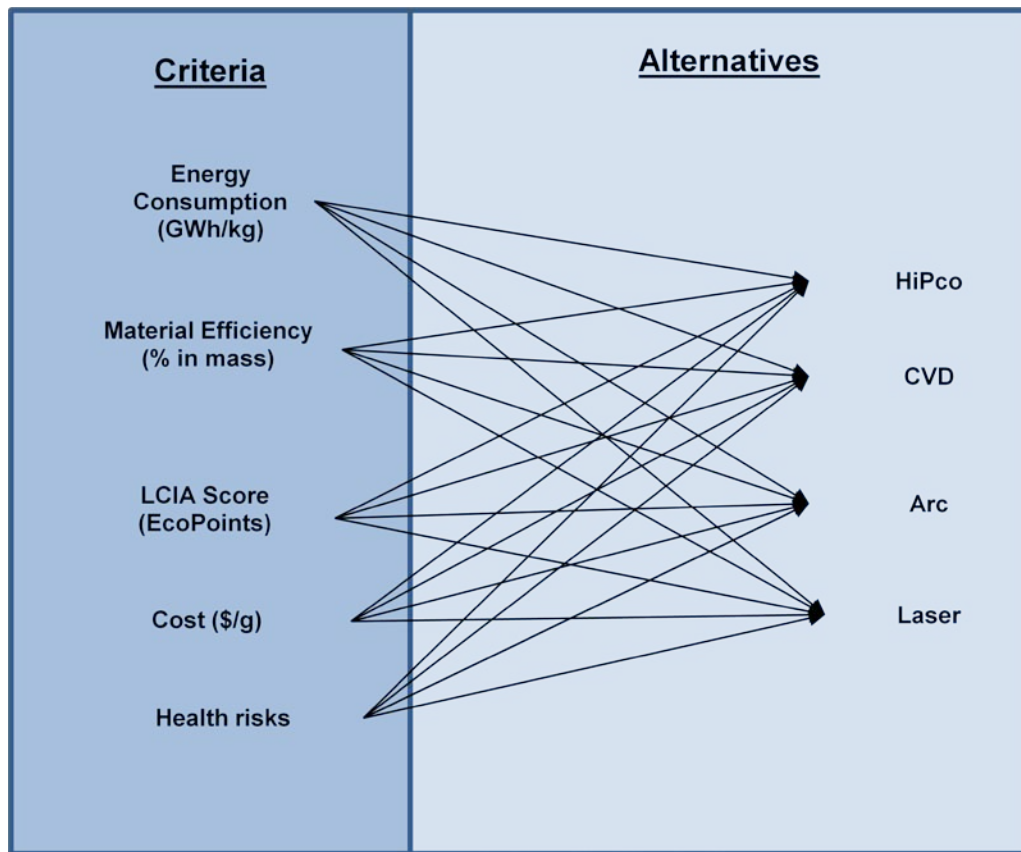 Criteria
Energy
Consumption
(GWh/kg)
Material Efficiency
(% in mass)
LCIA Score
(EcoPoints)
Cost ($/g)
Health risks
Alternatives
HiPco
CVD
Arc
Laser